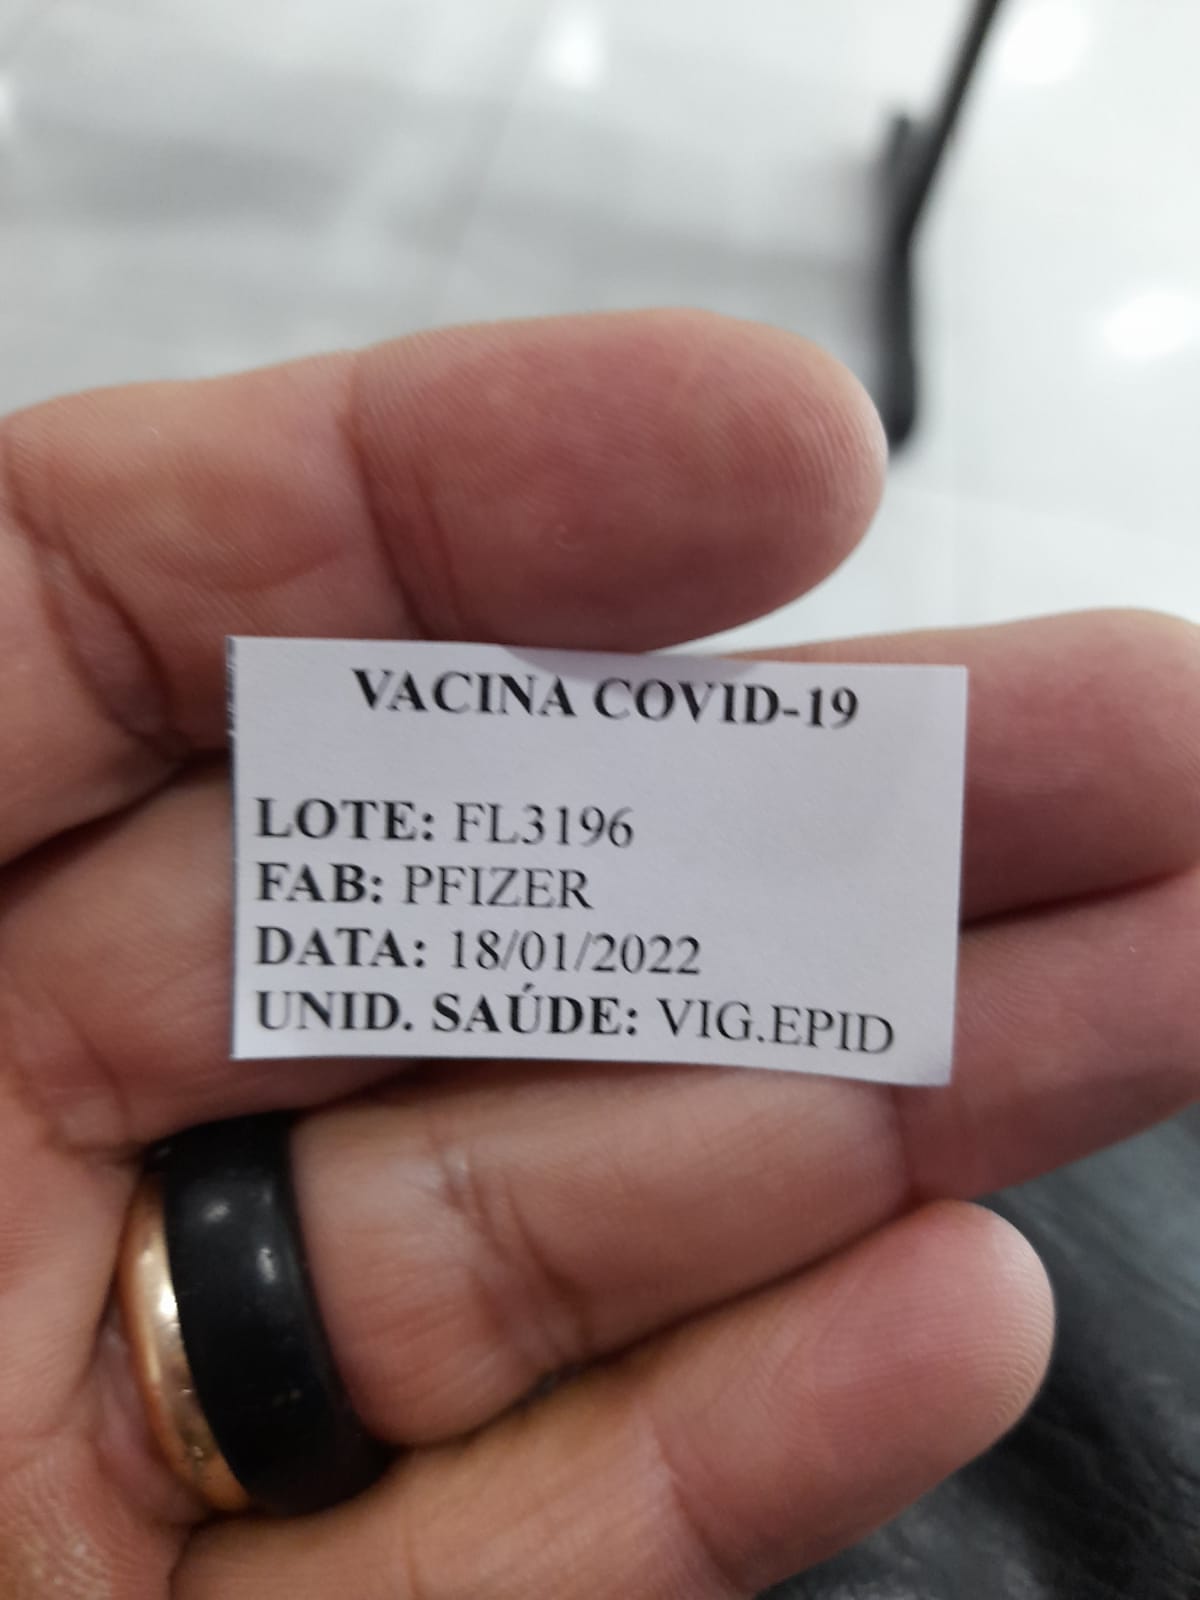 VACINA COVID-19
LOTE: FL3196
FAB: PFIZER
DATA: 18/01/2022
UNID. SAÚDE: VIG.EPID